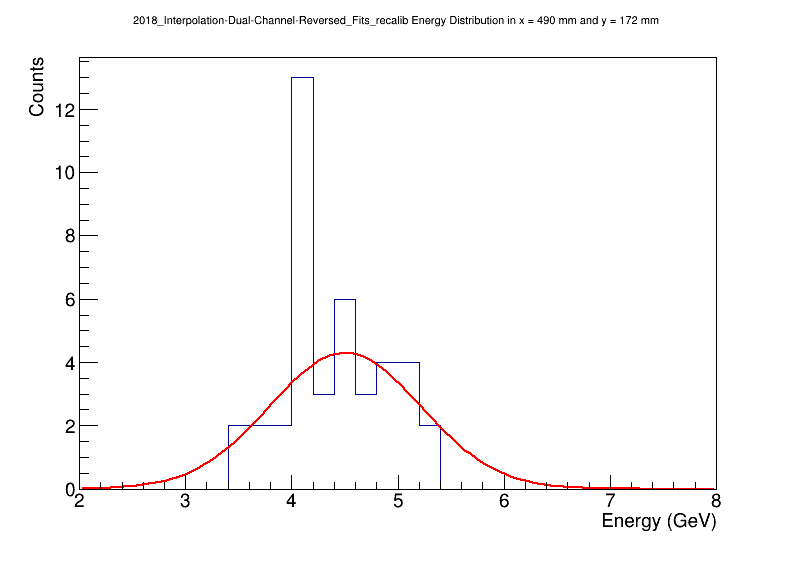 2018_Interpolation-Dual-Channel-Reversed_Fits_recalib Energy Distribution in x = 490 mm and y = 172 mm
Counts
12
10
8
6
4
2
0
2 3 4 5 6 7 8
Energy (GeV)